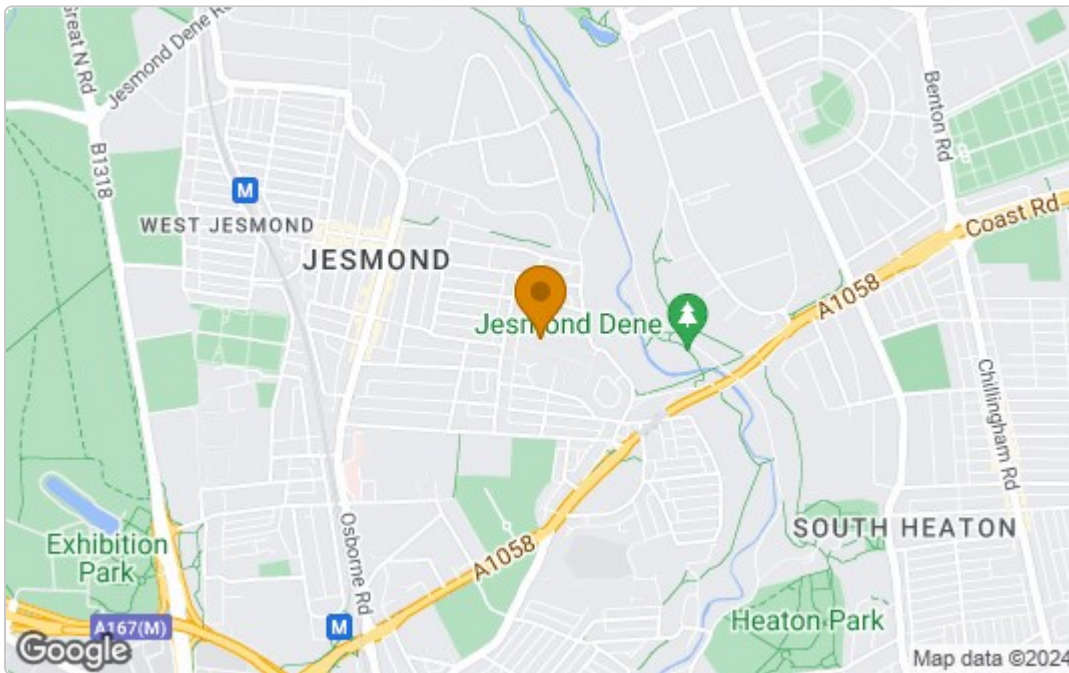 Great N Rd
Jesmond Dene Rd
B1318
M
WEST JESMOND
JESMOND
Benton Rd
Coast Rd
A1058
Jesmond Dene
Chillingham Rd
SOUTH HEATON
Exhibition
Park
Osborne Rd
A1058
Heaton Park
A167(M)
M
Google
Map data ©2024